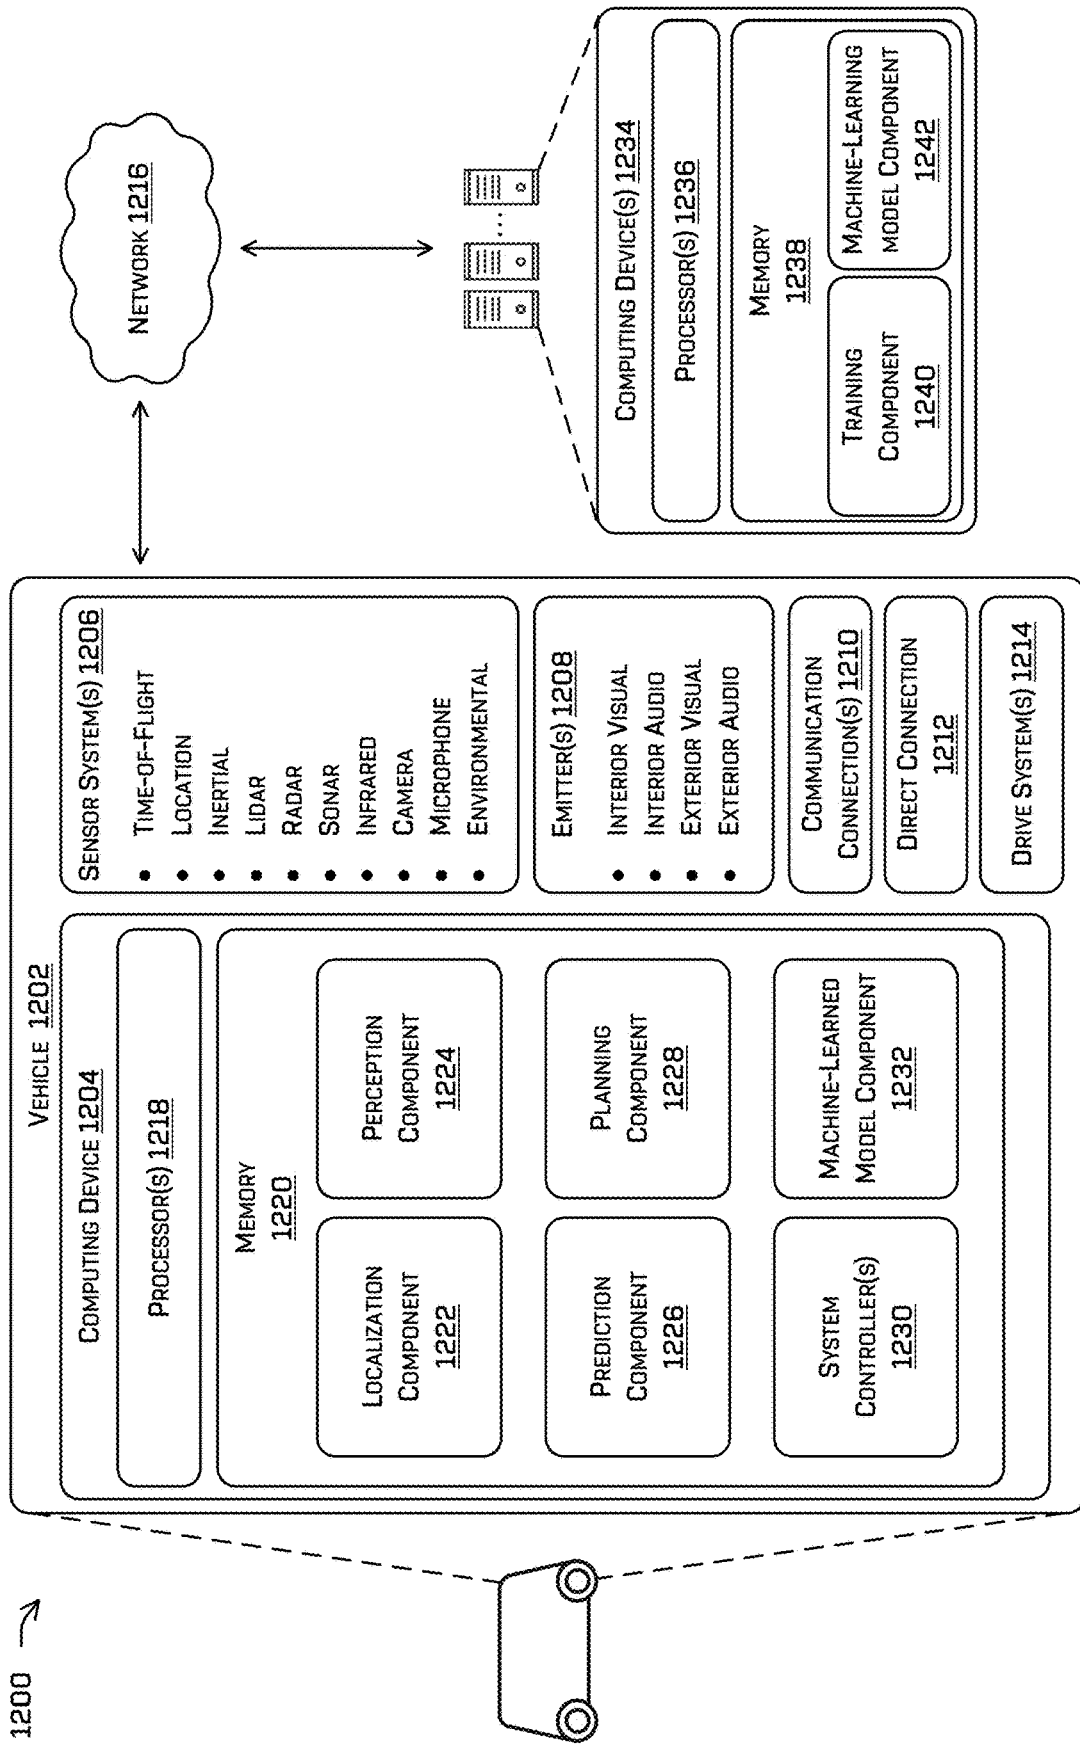 1200
VEHICLE 1202
COMPUTING DEVICE 1204
PROCESSOR(S) 1218
MEMORY
1220
LOCALIZATION
COMPONENT
1222
PERCEPTION
COMPONENT
1224
PREDICTION
COMPONENT
1226
PLANNING
COMPONENT
1228
SYSTEM
CONTROLLER(S)
1230
MACHINE-LEARNED
MODEL COMPONENT
1232
SENSOR SYSTEM(S) 1206
• TIME-OF-FLIGHT
• LOCATION
• INERTIAL
• LIDAR
• RADAR
• SONAR
• INFRARED
• CAMERA
• MICROPHONE
• ENVIRONMENTAL
EMITTER(S) 1208
• INTERIOR VISUAL
• INTERIOR AUDIO
• EXTERIOR VISUAL
• EXTERIOR AUDIO
COMMUNICATION
CONNECTION(S) 1210
DIRECT CONNECTION
1212
DRIVE SYSTEM(S) 1214
NETWORK 1216
COMPUTING DEVICE(S) 1234
PROCESSOR(S) 1236
MEMORY
1238
TRAINING
COMPONENT
1240
MACHINE-LEARNING
MODEL COMPONENT
1242